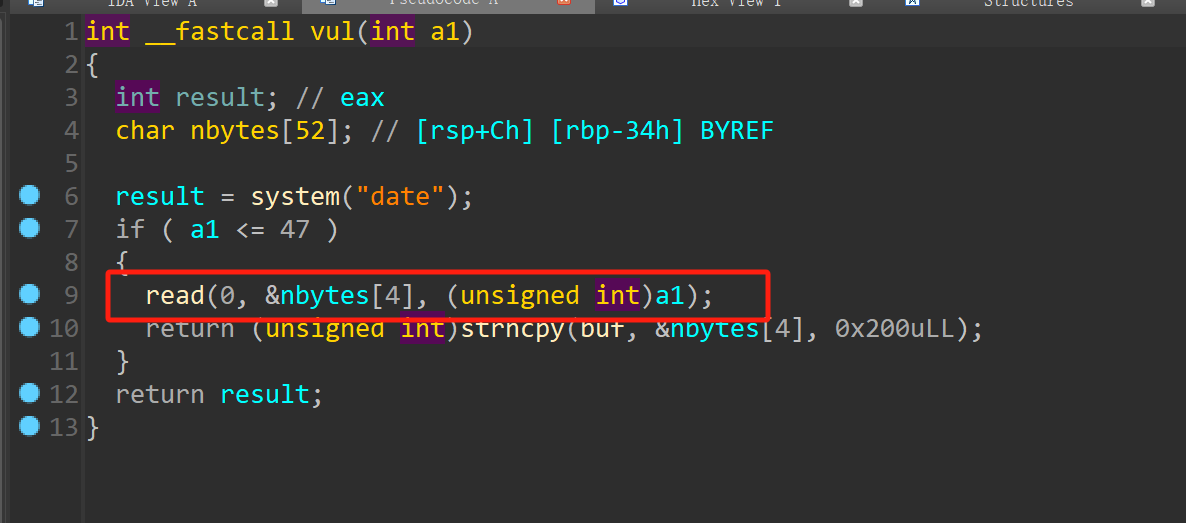 IDA View A Pseudocode A Hex View 1 Structures
1 int __fastcall vul(int a1)
2 {
3 int result; // eax
4 char nbytes[52]; // [rsp+Ch] [rbp-34h] BYREF
5
6 result = system("date");
7 if ( a1 <= 47 )
8 {
9 read(0, &nbytes[4], (unsigned int)a1);
10 return (unsigned int)strncpy(buf, &nbytes[4], 0x200uLL);
11 }
12 return result;
13 }